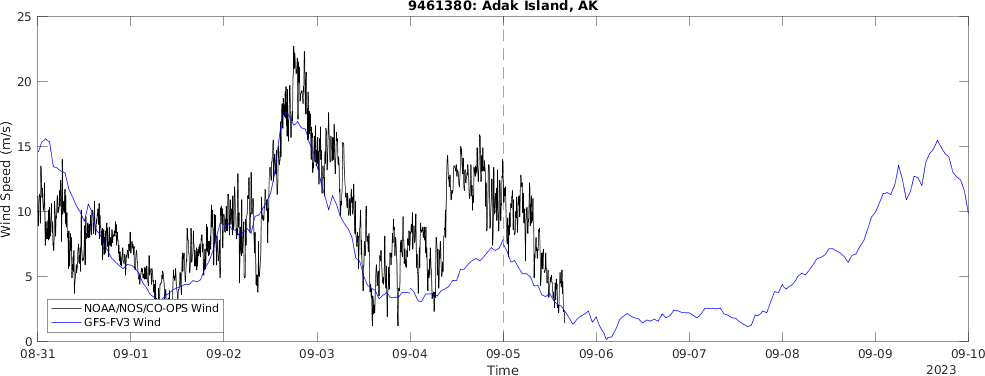 9461380: Adak Island, AK
Wind Speed (m/s)
25
20
15
10
5
0
NOAA/NOS/CO-OPS Wind
GFS-FV3 Wind
08-31 09-01 09-02 09-03 09-04 09-05 09-06 09-07 09-08 09-09 09-10
Time
2023